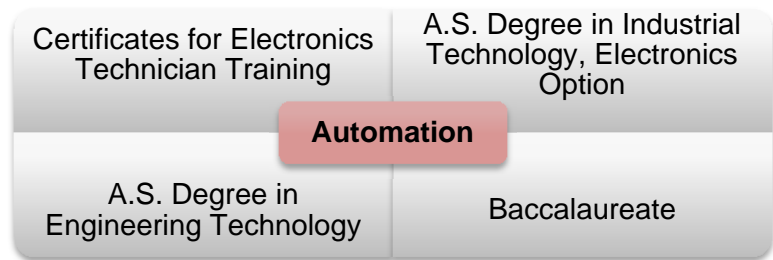 Certificates for Electronics
Technician Training
A.S. Degree in Industrial
Technology, Electronics
Option
Automation
A.S. Degree in
Engineering Technology
Baccalaureate